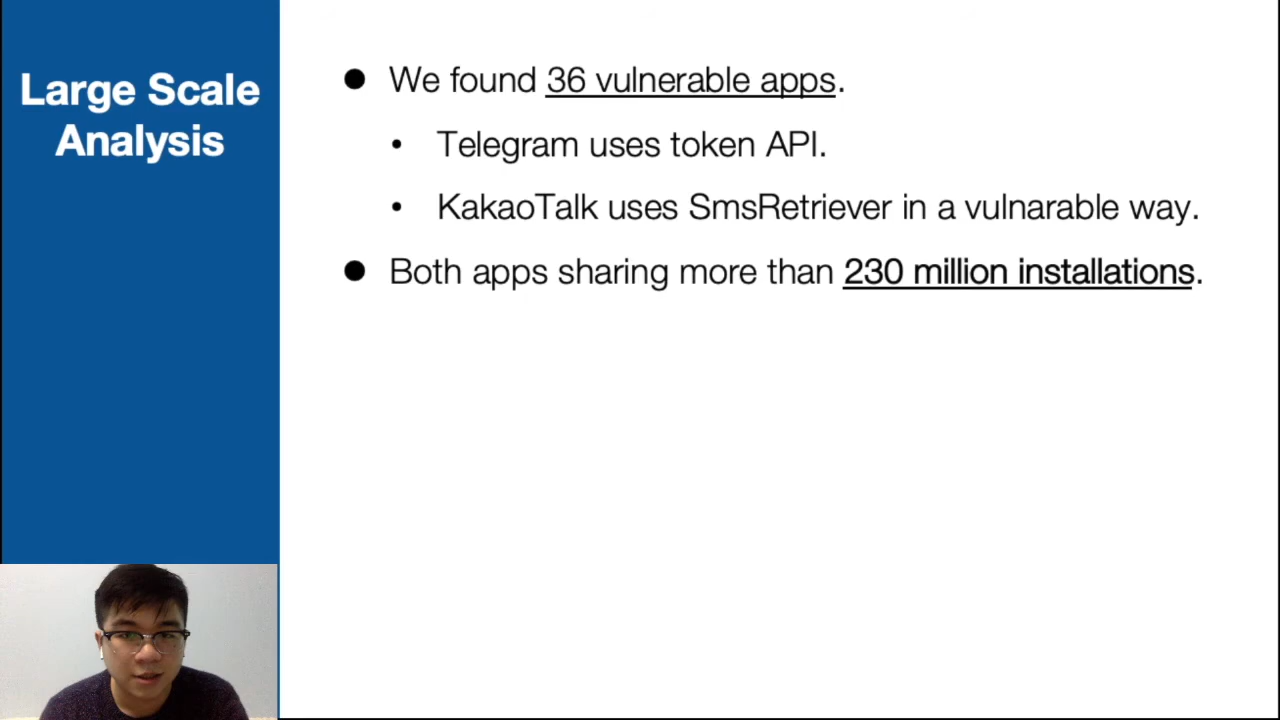 Large Scale
Analysis
● We found 36 vulnerable apps.
• Telegram uses token API.
• KakaoTalk uses SmsRetriever in a vulnarable way.
● Both apps sharing more than 230 million installations.